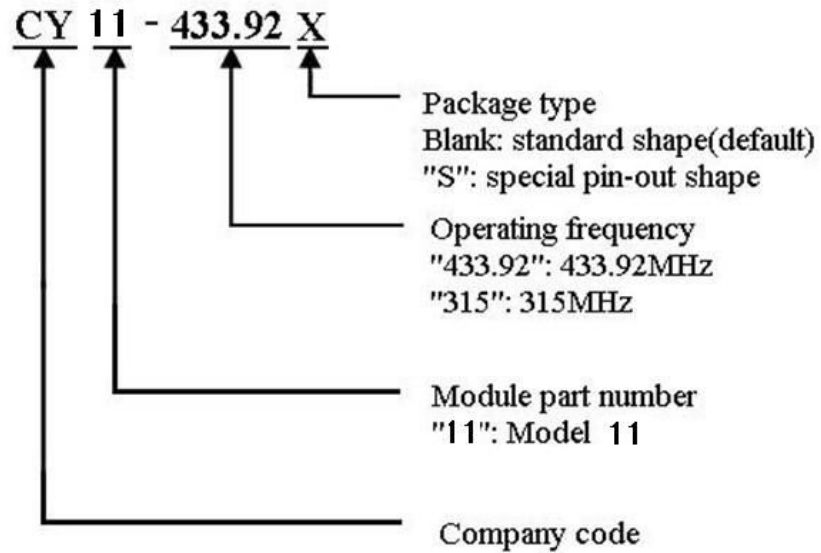 CY 11 - 433.92 X
Package type
Blank: standard shape(default)
"S": special pin-out shape
Operating frequency
"433.92": 433.92MHz
"315": 315MHz
Module part number
"11": Model 11
Company code